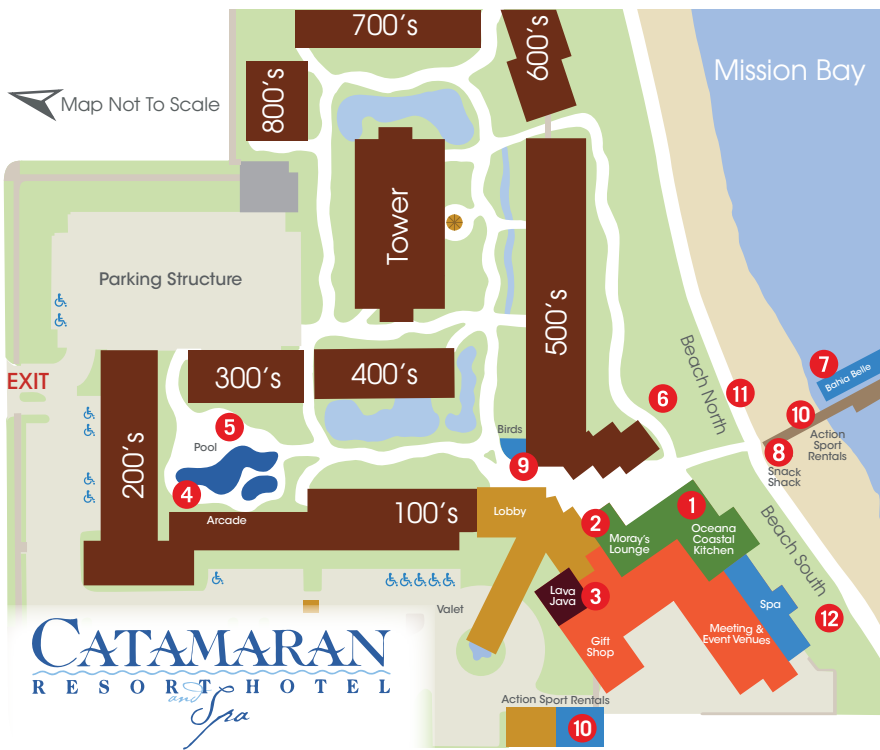 700's
600's
Mission Bay
800's
Map Not To Scale
Tower
Parking Structure
500's
EXIT
300's
400's
Beach North
7
Bahia Belle
6
11
10
Action
Sport
Rentals
5
Pool
Birds
8
Snack
Shack
200's
9
4
Arcade
100's
Lobby
2
Moray's
Lounge
1
Oceana
Coastal
Kitchen
Beach South
Lava
Java
3
Valet
Spa
12
Gift
Shop
Meeting &
Event Venues
CATAMARAN
RESORT HOTEL
and
Spa
Action Sport Rentals
10